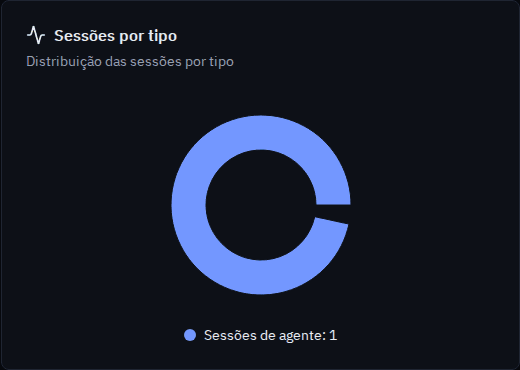 Sessões por tipo
Distribuição das sessões por tipo
Sessões de agente: 1